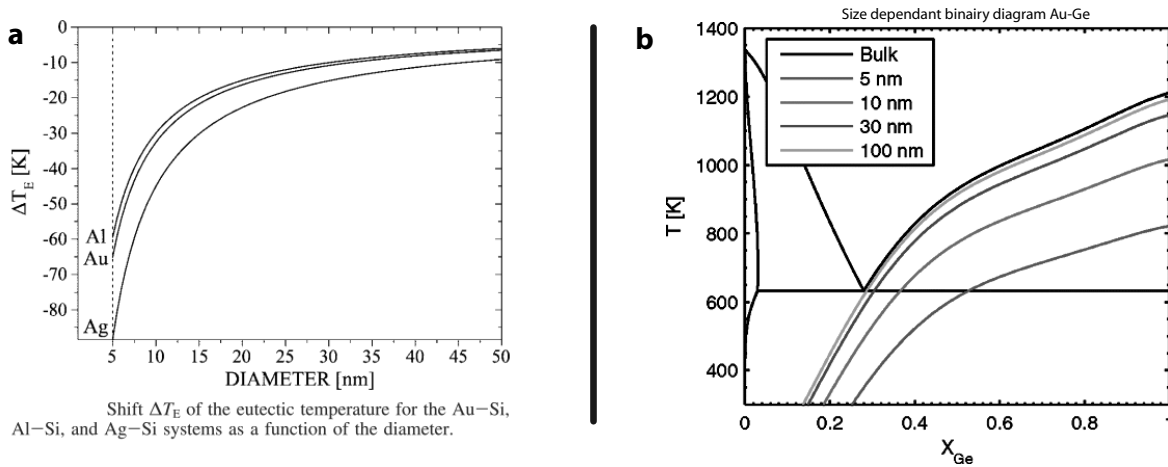 a
0
-10
-20
-30
-40
-50
-60
-70
-80
ΔT_E [K]
Al
Au
Ag
5 5 10 15 20 25 30 35 40 45 50
DIAMETER [nm]
Shift ΔT_E of the eutectic temperature for the Au–Si,
Al–Si, and Ag–Si systems as a function of the diameter.
b
Size dependant binairy diagram Au-Ge
1400
1200
1000
800
600
400
T [K]
Bulk
5 nm
10 nm
30 nm
100 nm
0 0.2 0.4 0.6 0.8 1
X_Ge